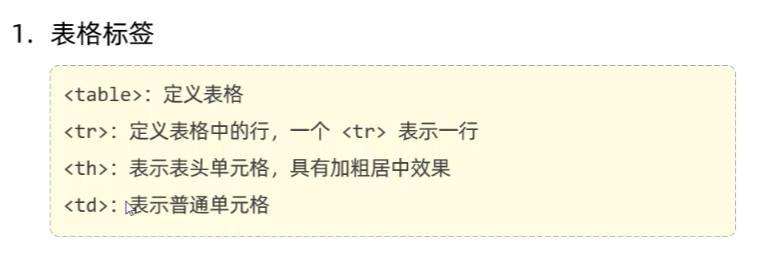 1. 表格标签
<table>：定义表格
<tr>：定义表格中的行，一个 <tr> 表示一行
<th>：表示表头单元格，具有加粗居中效果
<td>：表示普通单元格